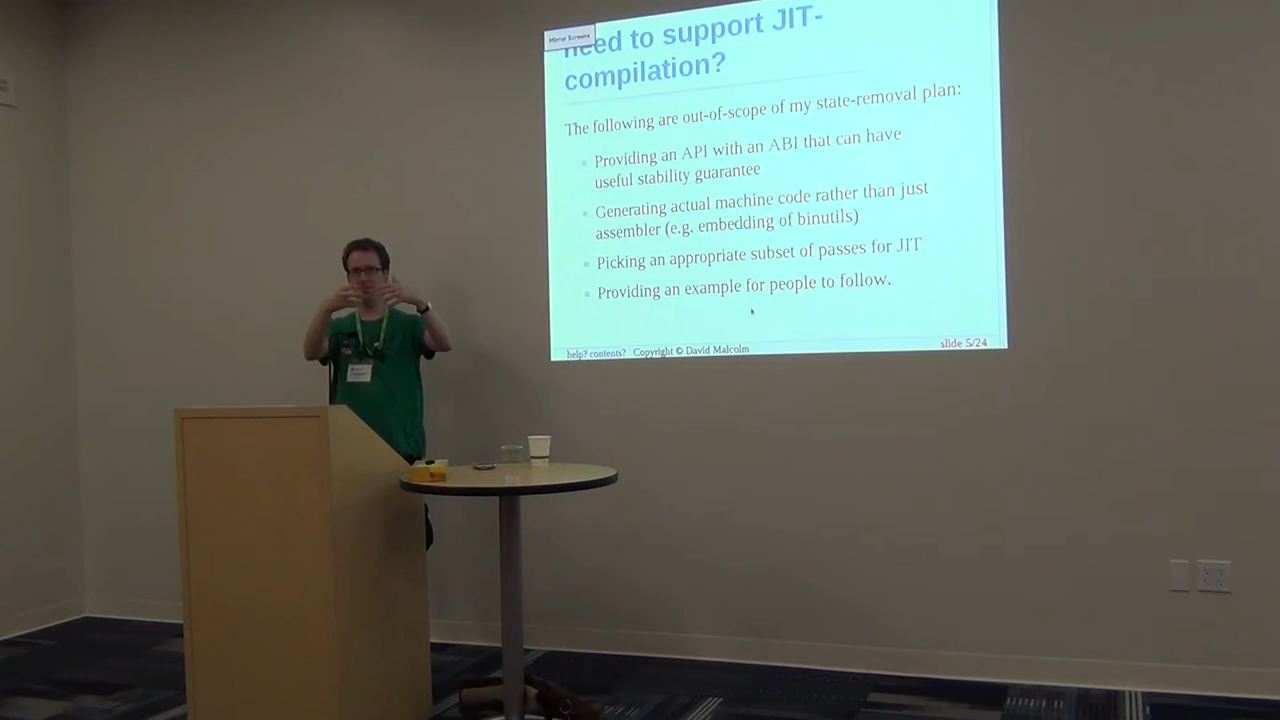 Mirror Screens
need to support JIT-
compilation?
The following are out-of-scope of my state-removal plan:
Providing an API with an ABI that can have
useful stability guarantee
Generating actual machine code rather than just
assembler (e.g. embedding of binutils)
Picking an appropriate subset of passes for JIT
Providing an example for people to follow.
help? contents? Copyright © David Malcolm
slide 5/24